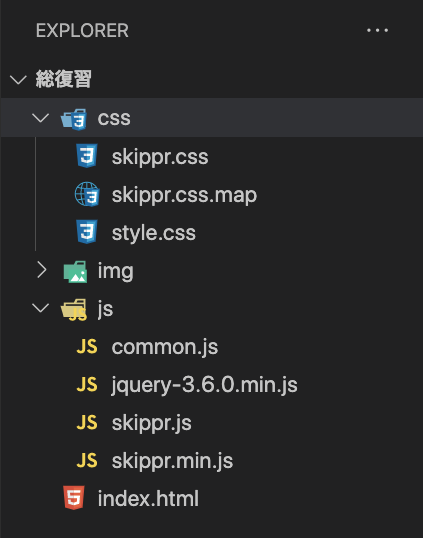 EXPLORER ...
総復習
css
skippr.css
skippr.css.map
style.css
img
js
JS common.js
JS jquery-3.6.0.min.js
JS skippr.js
JS skippr.min.js
index.html